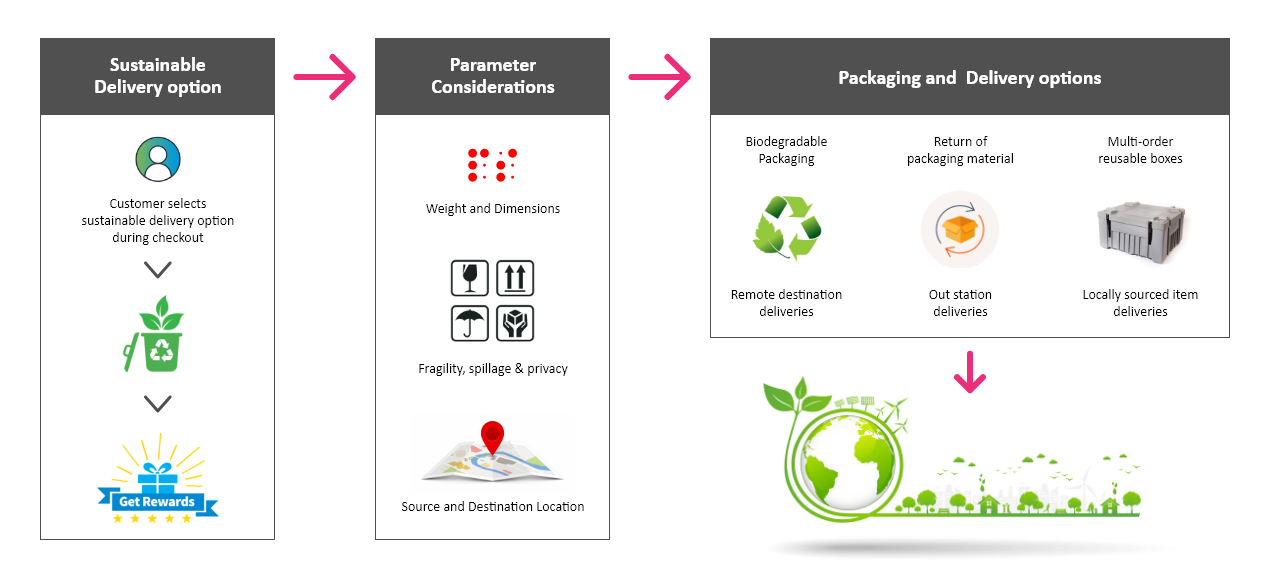 Sustainable
Delivery option
Customer selects
sustainable delivery option
during checkout
Get Rewards
Parameter
Considerations
Weight and Dimensions
Fragility, spillage & privacy
Source and Destination Location
Packaging and  Delivery options
Biodegradable
Packaging
Remote destination
deliveries
Return of
packaging material
Out station
deliveries
Multi-order
reusable boxes
Locally sourced item
deliveries